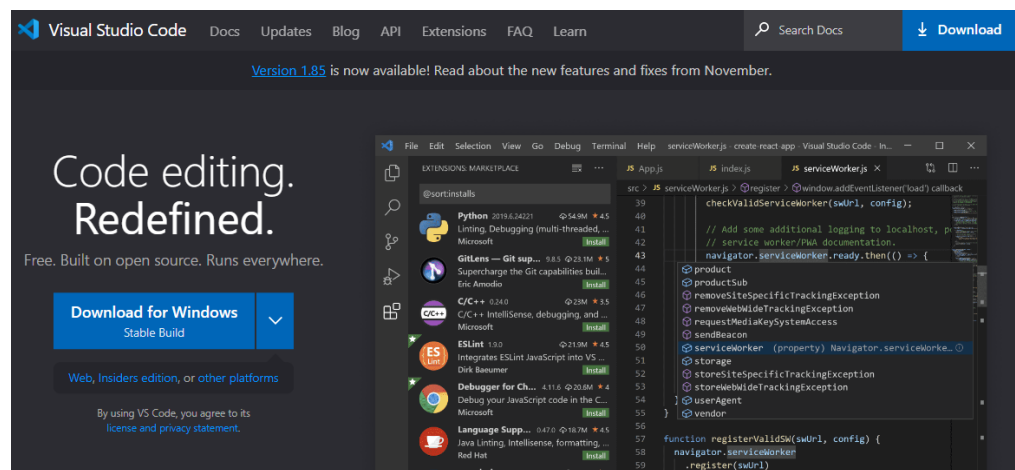 Visual Studio Code Docs Updates Blog API Extensions FAQ Learn Search Docs Download
Version 1.85 is now available! Read about the new features and fixes from November.
Code editing.
Redefined.
Free. Built on open source. Runs everywhere.
Download for Windows
Stable Build
Web, Insiders edition, or other platforms
By using VS Code, you agree to its
license and privacy statement.
File Edit Selection View Go Debug Terminal Help serviceWorker.js - create-react-app - Visual Studio Code - In...
EXTENSIONS: MARKETPLACE
@sort:installs
Python 2019.6.24221 54.9M 4.5
Linting, Debugging (multi-threaded, ...
Microsoft Install
GitLens — Git sup... 9.8.5 23.1M 5
Supercharge the Git capabilities buil...
Eric Amodio Install
C/C++ 0.24.0 23M 3.5
C/C++ IntelliSense, debugging, and ...
Microsoft Install
ESLint 1.9.0 21.9M 4.5
Integrates ESLint JavaScript into VS ...
Dirk Baeumer Install
Debugger for Ch... 4.11.6 20.6M 4
Debug your JavaScript code in the C...
Microsoft Install
Language Supp... 0.47.0 18.7M 4.5
Java Linting, Intellisense, formatting, ...
Red Hat Install
JS App.js JS index.js JS serviceWorker.js
src > JS serviceWorker.js > register > window.addEventListener('load') callback
39 checkValidServiceWorker(swUrl, config);
40
41 // Add some additional logging to localhost, p
42 // service worker/PWA documentation.
43 navigator.serviceWorker.ready.then(() => {
44 product
45 productSub
46 removeSiteSpecificTrackingException
47 removeWebWideTrackingException
48 requestMediaKeySystemAccess
49 sendBeacon
50 serviceWorker (property) Navigator.serviceWorke...
51 storage
52 storeSiteSpecificTrackingException
53 storeWebWideTrackingException
54 } userAgent
55 } vendor
56
57 function registerValidSW(swUrl, config) {
58 navigator.serviceWorker
59 .register(swUrl)